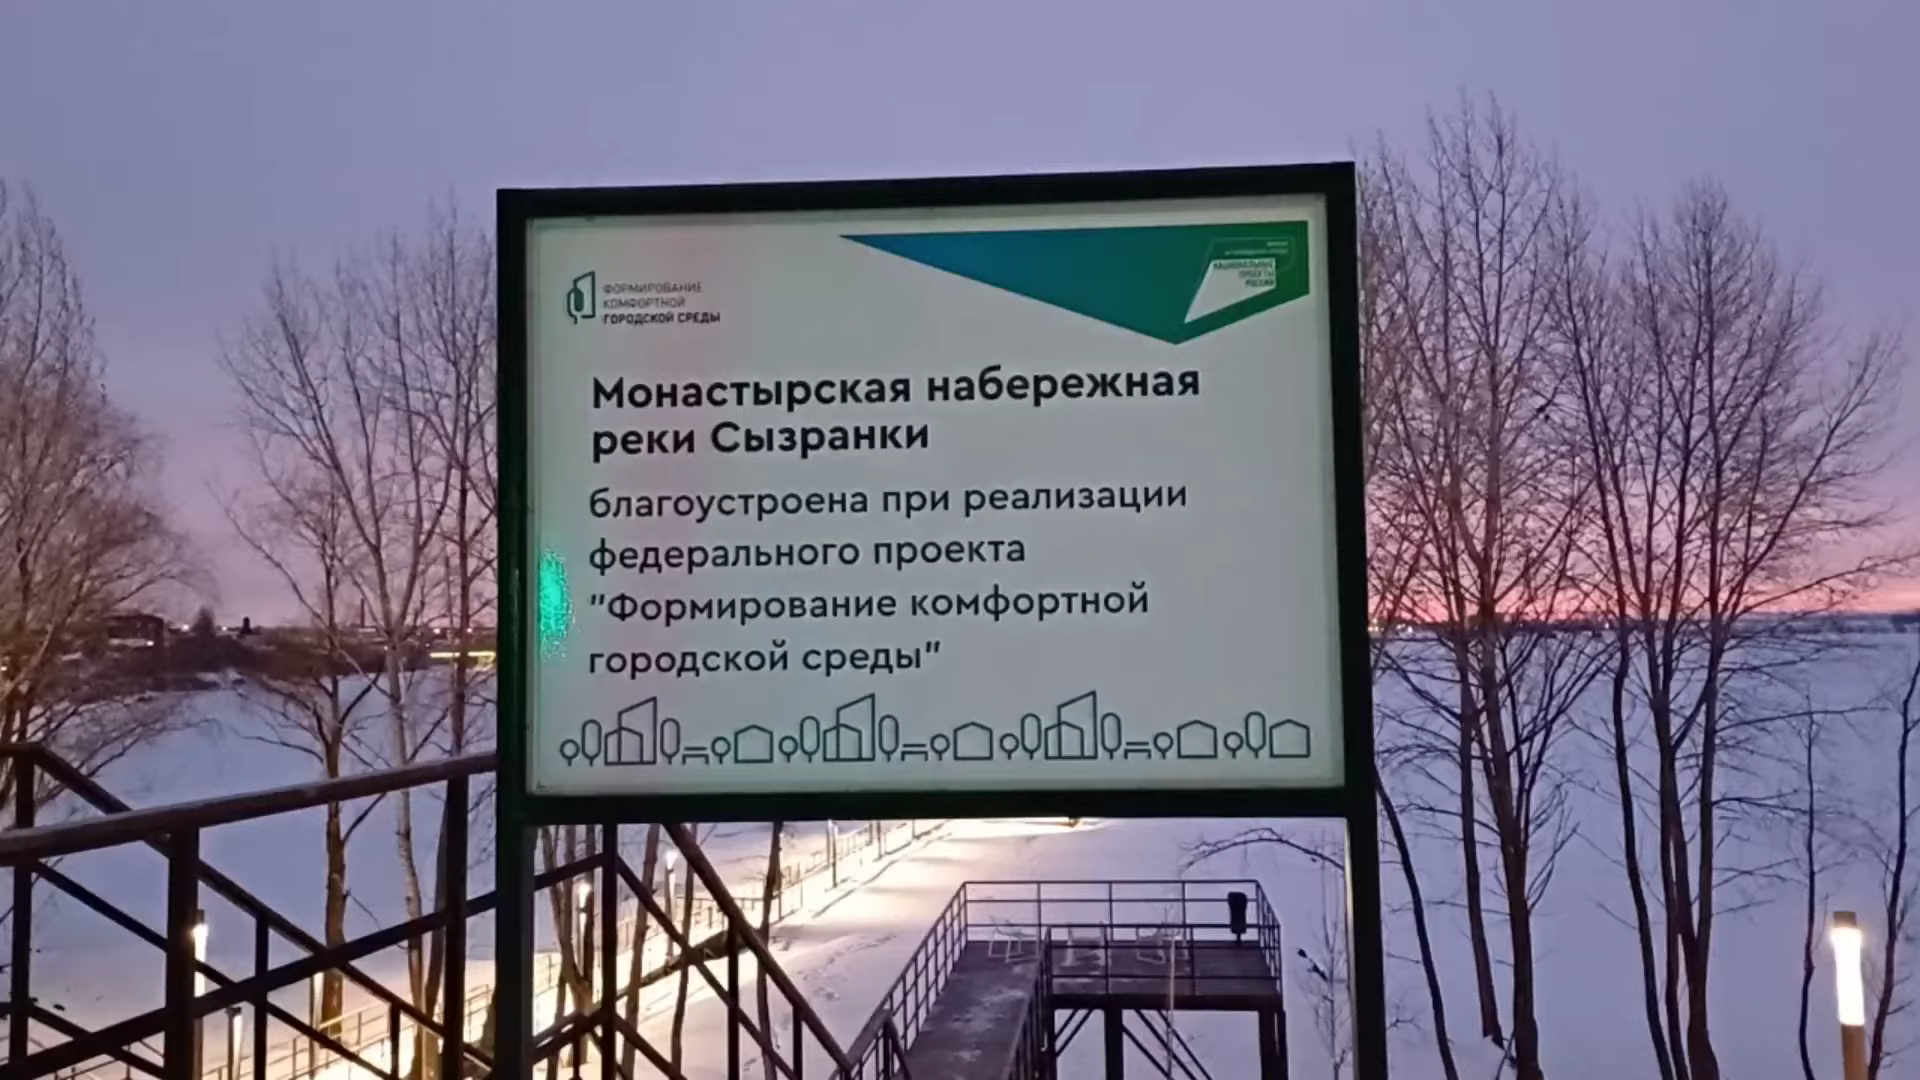 ФОРМИРОВАНИЕ
КОМФОРТНОЙ
ГОРОДСКОЙ СРЕДЫ
НАЦИОНАЛЬНЫЕ
ПРОЕКТЫ
РОССИИ
Монастырская набережная
реки Сызранки
благоустроена при реализации
федерального проекта
"Формирование комфортной
городской среды"